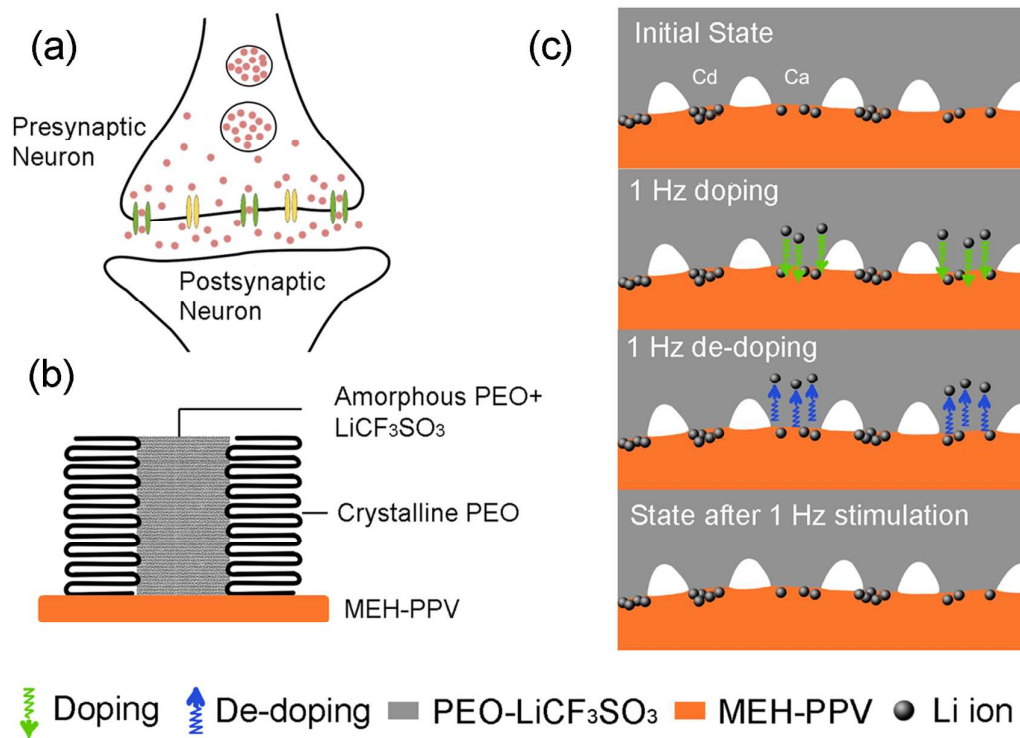 (a)
Presynaptic
Neuron
Postsynaptic
Neuron
(b)
Amorphous PEO+
LiCF₃SO₃
Crystalline PEO
MEH-PPV
(c)
Initial State
Cd
Ca
1 Hz doping
1 Hz de-doping
State after 1 Hz stimulation
Doping
De-doping
PEO-LiCF₃SO₃
MEH-PPV
Li ion